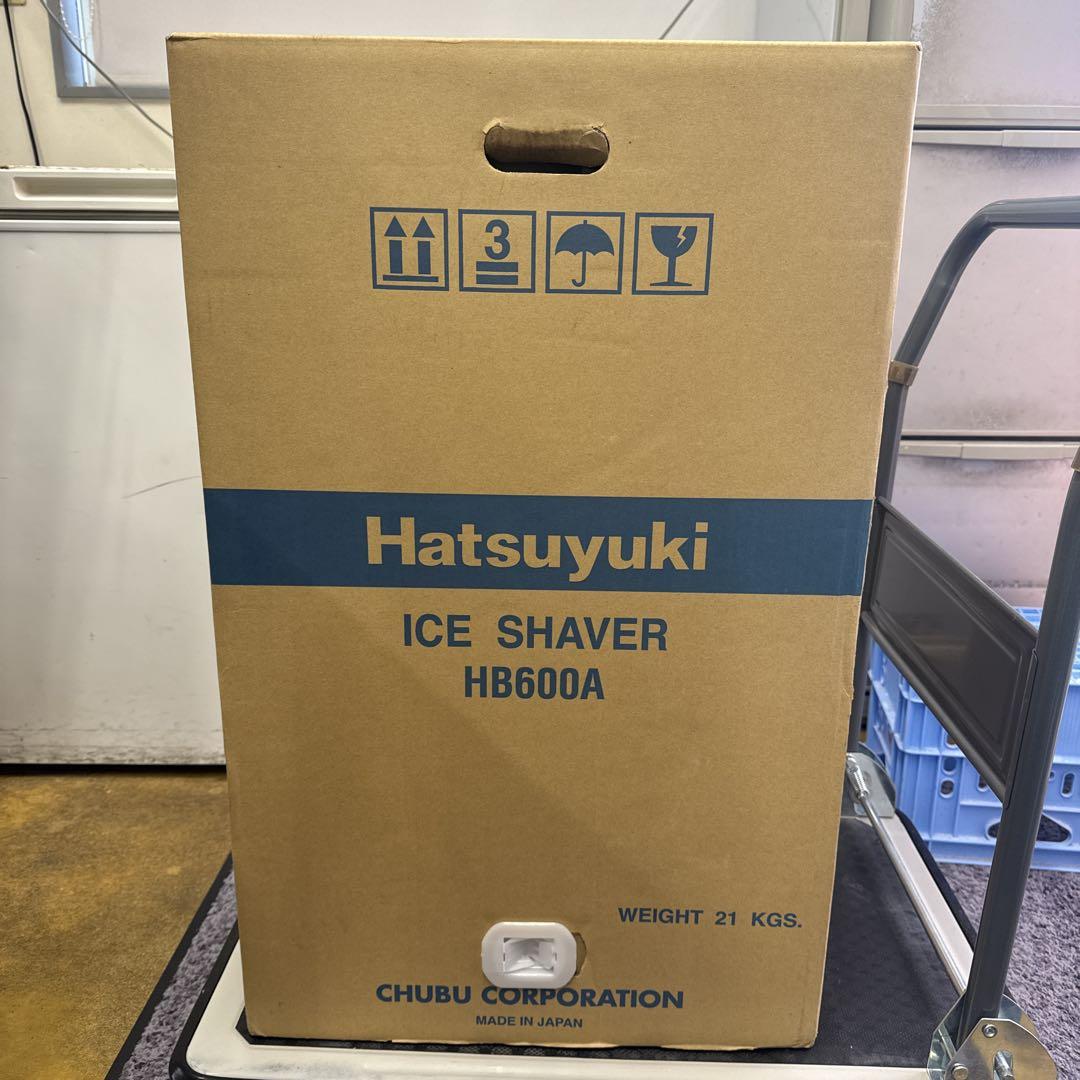 3
Hatsuyuki
ICE SHAVER
HB600A
WEIGHT 21 KGS.
CHUBU CORPORATION
MADE IN JAPAN